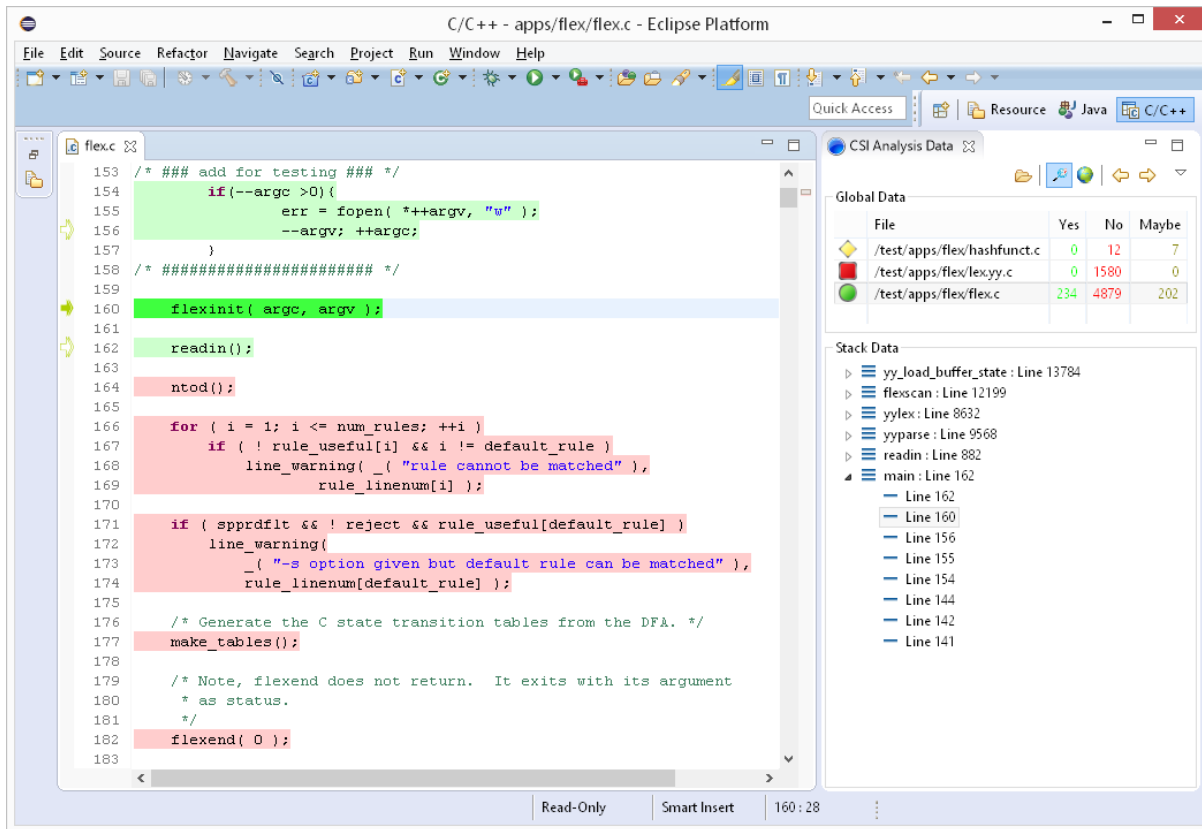 C/C++ - apps/flex/flex.c - Eclipse Platform
File Edit Source Refactor Navigate Search Project Run Window Help
Quick Access Resource Java C/C++
flex.c
153 /* ### add for testing ### */
154 if(--argc >0){
155 err = fopen( *++argv, "w" );
156 --argv; ++argc;
157 }
158 /* ####################### */
159
160 flexinit( argc, argv );
161
162 readin();
163
164 ntod();
165
166 for ( i = 1; i <= num_rules; ++i )
167 if ( ! rule_useful[i] && i != default_rule )
168 line_warning( _( "rule cannot be matched" ),
169 rule_linenum[i] );
170
171 if ( spprdflt && ! reject && rule_useful[default_rule] )
172 line_warning(
173 _( "-s option given but default rule can be matched" ),
174 rule_linenum[default_rule] );
175
176 /* Generate the C state transition tables from the DFA. */
177 make_tables();
178
179 /* Note, flexend does not return. It exits with its argument
180 * as status.
181 */
182 flexend( 0 );
183
CSI Analysis Data
Global Data
File Yes No Maybe
/test/apps/flex/hashfunct.c 0 12 7
/test/apps/flex/lex.yy.c 0 1580 0
/test/apps/flex/flex.c 234 4879 202
Stack Data
yy_load_buffer_state : Line 13784
flexscan : Line 12199
yylex : Line 8632
yyparse : Line 9568
readin : Line 882
main : Line 162
Line 162
Line 160
Line 156
Line 155
Line 154
Line 144
Line 142
Line 141
Read-Only Smart Insert 160 : 28